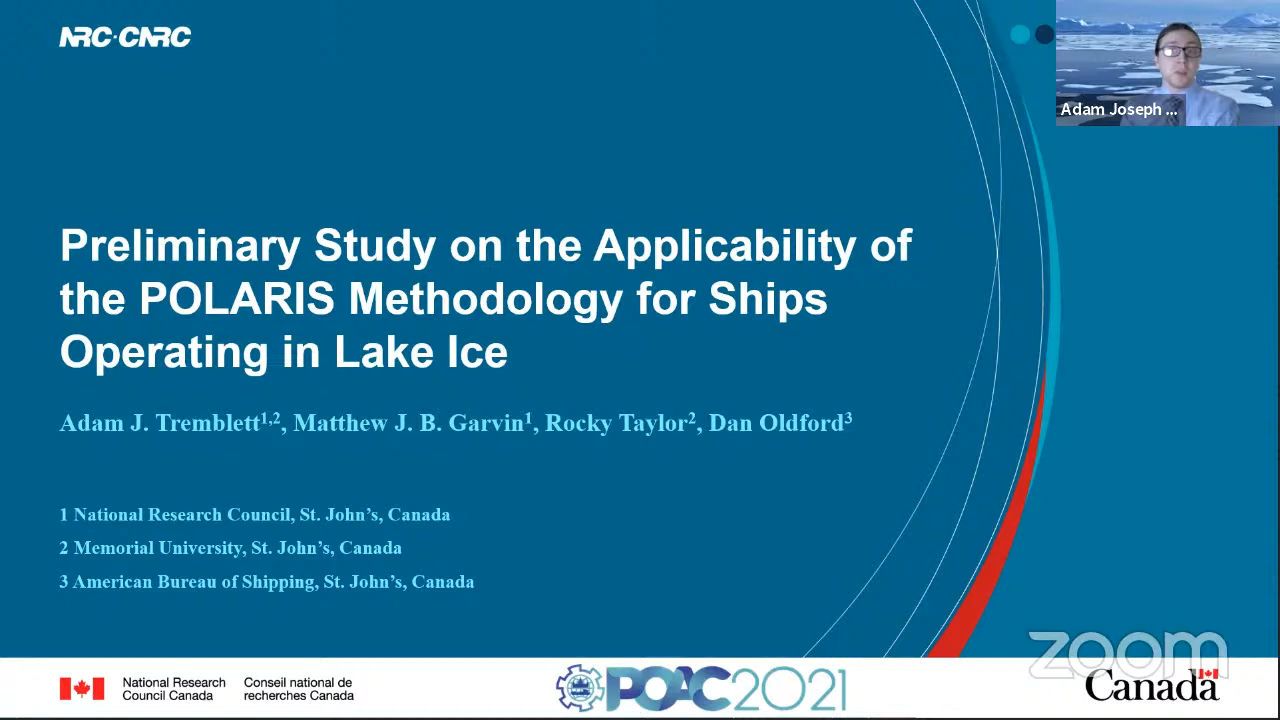 NRC·CNRC
Adam Joseph ...
Preliminary Study on the Applicability of
the POLARIS Methodology for Ships
Operating in Lake Ice
Adam J. Tremblett1,2, Matthew J. B. Garvin1, Rocky Taylor2, Dan Oldford3
1 National Research Council, St. John’s, Canada
2 Memorial University, St. John’s, Canada
3 American Bureau of Shipping, St. John’s, Canada
zoom
National Research
Council Canada
Conseil national de
recherches Canada
POAC2021
Canada